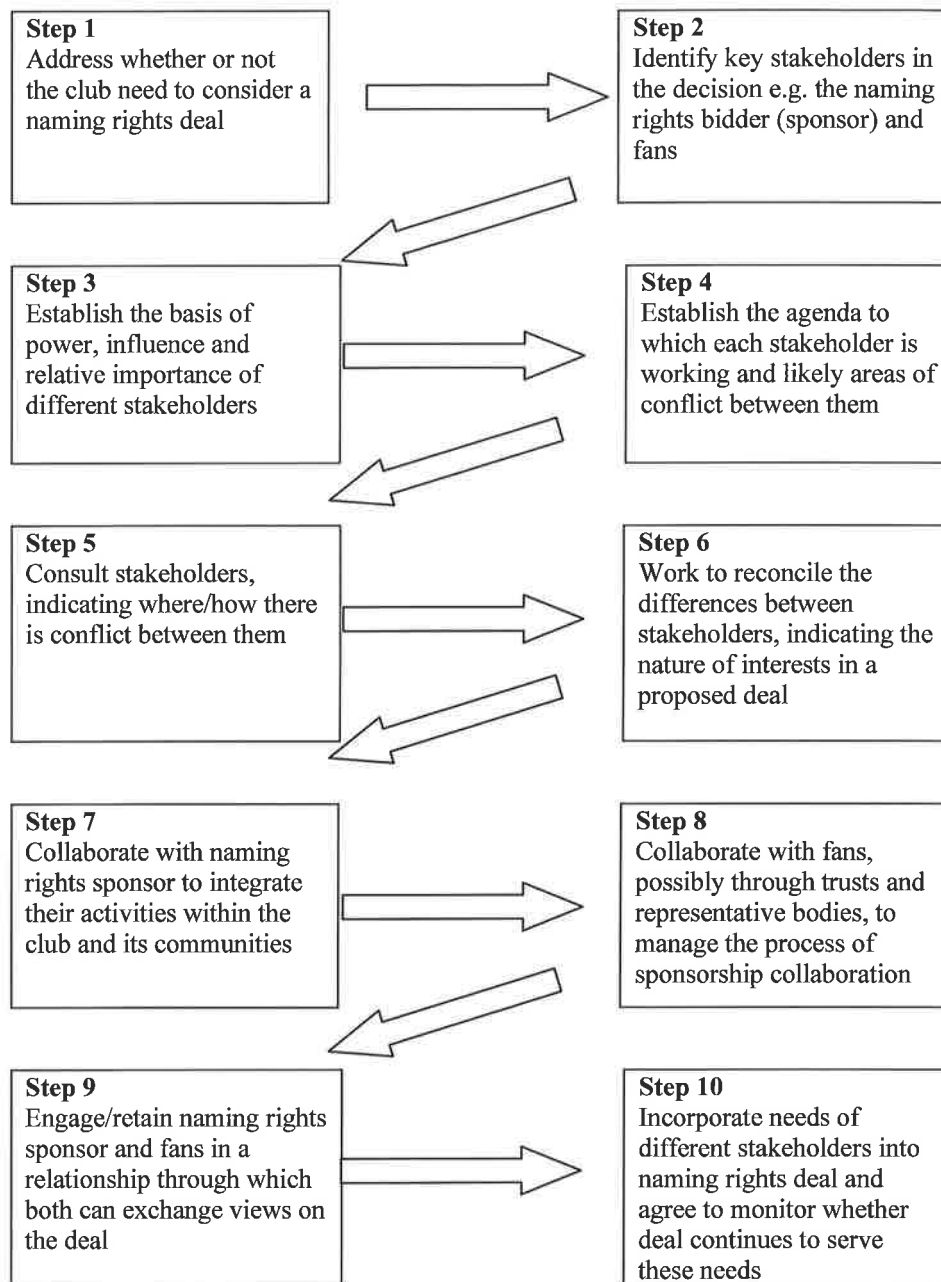 Step 1
Address whether or not
the club need to consider a
naming rights deal
Step 2
Identify key stakeholders in
the decision e.g. the naming
rights bidder (sponsor) and
fans
Step 3
Establish the basis of
power, influence and
relative importance of
different stakeholders
Step 4
Establish the agenda to
which each stakeholder is
working and likely areas of
conflict between them
Step 5
Consult stakeholders,
indicating where/how there
is conflict between them
Step 6
Work to reconcile the
differences between
stakeholders, indicating the
nature of interests in a
proposed deal
Step 7
Collaborate with naming
rights sponsor to integrate
their activities within the
club and its communities
Step 8
Collaborate with fans,
possibly through trusts and
representative bodies, to
manage the process of
sponsorship collaboration
Step 9
Engage/retain naming rights
sponsor and fans in a
relationship through which
both can exchange views on
the deal
Step 10
Incorporate needs of
different stakeholders into
naming rights deal and
agree to monitor whether
deal continues to serve
these needs